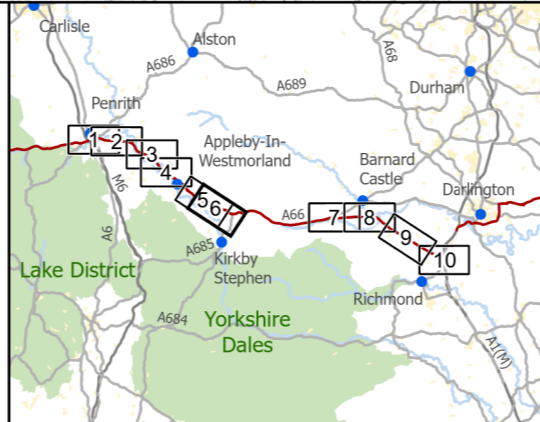 Carlisle
Alston
A686
A68
A689
Durham
Penrith
Appleby-In-
Westmorland
Barnard
Castle
Darlington
1
2
3
4
5
6
7
8
9
10
M6
A6
A66
A685
Kirkby
Stephen
Lake District
Richmond
A684
Yorkshire
Dales
A1(M)